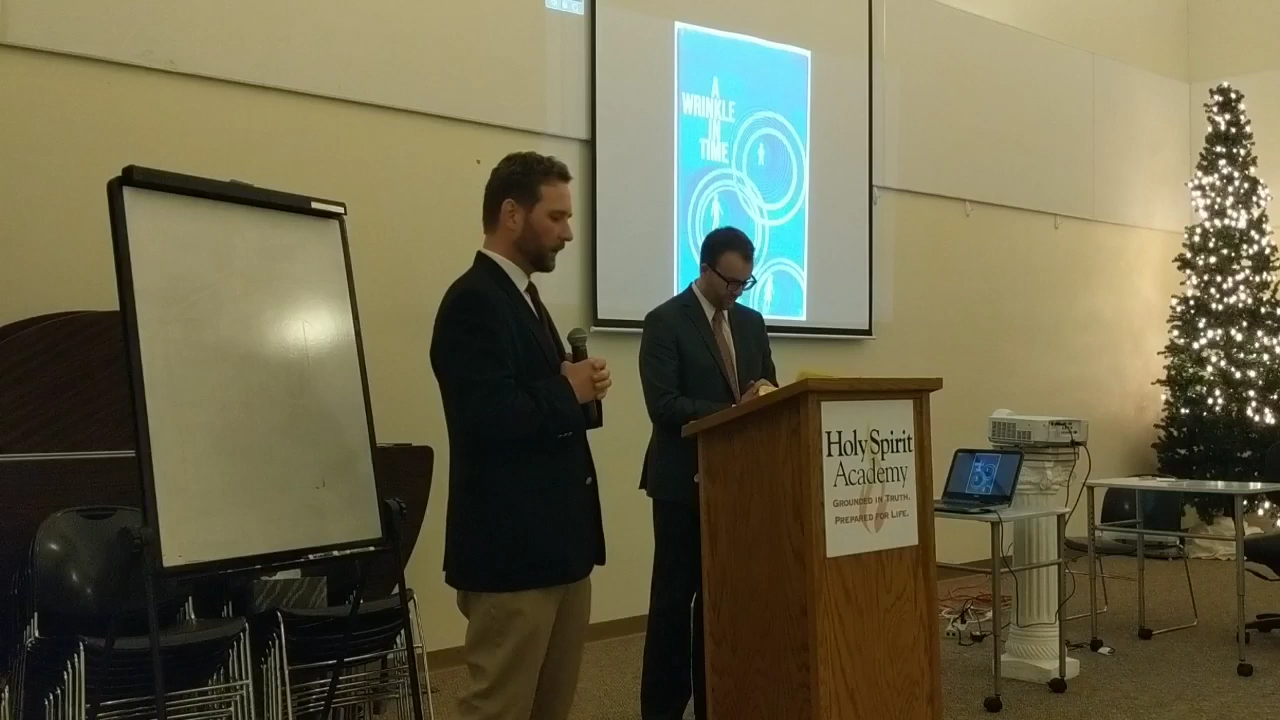 A
WRINKLE
IN
TIME
Holy Spirit
Academy
GROUNDED IN TRUTH.
PREPARED FOR LIFE.